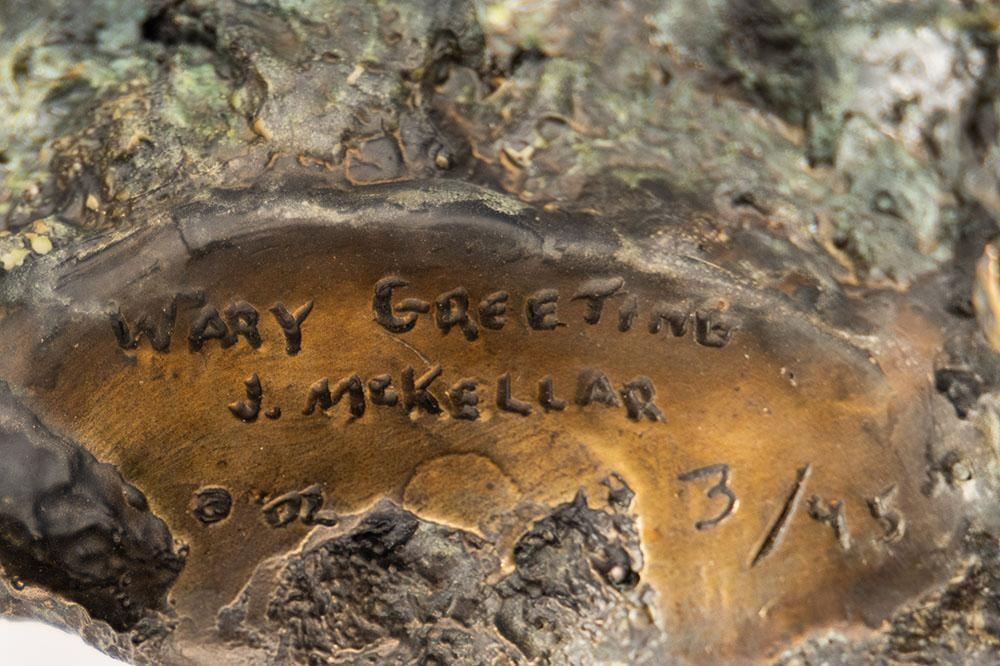 WARY GREETING
J. McKELLAR
© 02 3/45